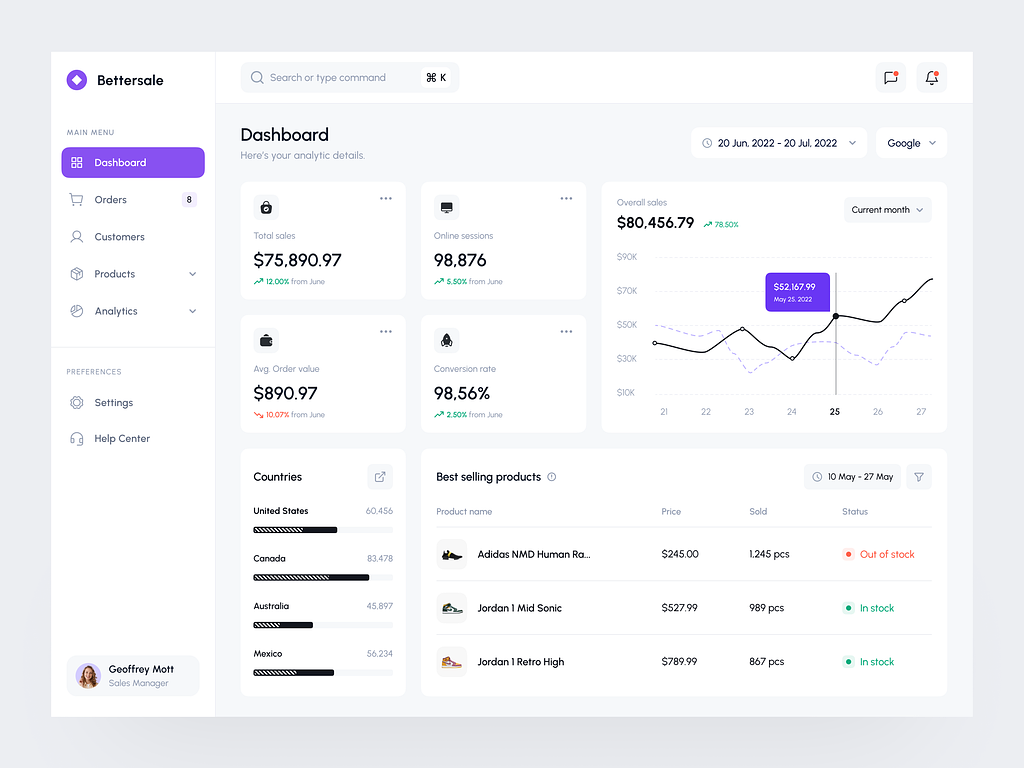 Bettersale
Search or type command
⌘ K
MAIN MENU
Dashboard
Orders
8
Customers
Products
Analytics
PREFERENCES
Settings
Help Center
Geoffrey Mott
Sales Manager
Dashboard
Here's your analytic details.
20 Jun. 2022 - 20 Jul. 2022
Google
Total sales
$75,890.97
12,00% from June
Online sessions
98,876
5,50% from June
Avg. Order value
$890.97
10,07% from June
Conversion rate
98,56%
2,50% from June
Overall sales
$80,456.79
78,50%
Current month
$90K
$70K
$50K
$30K
$10K
$52,167.99
May 25, 2022
21 22 23 24 25 26 27
Countries
United States 60,456
Canada 83,478
Australia 45,897
Mexico 56,234
Best selling products
10 May - 27 May
Product name Price Sold Status
Adidas NMD Human Ra... $245.00 1,245 pcs Out of stock
Jordan 1 Mid Sonic $527.99 989 pcs In stock
Jordan 1 Retro High $789.99 867 pcs In stock